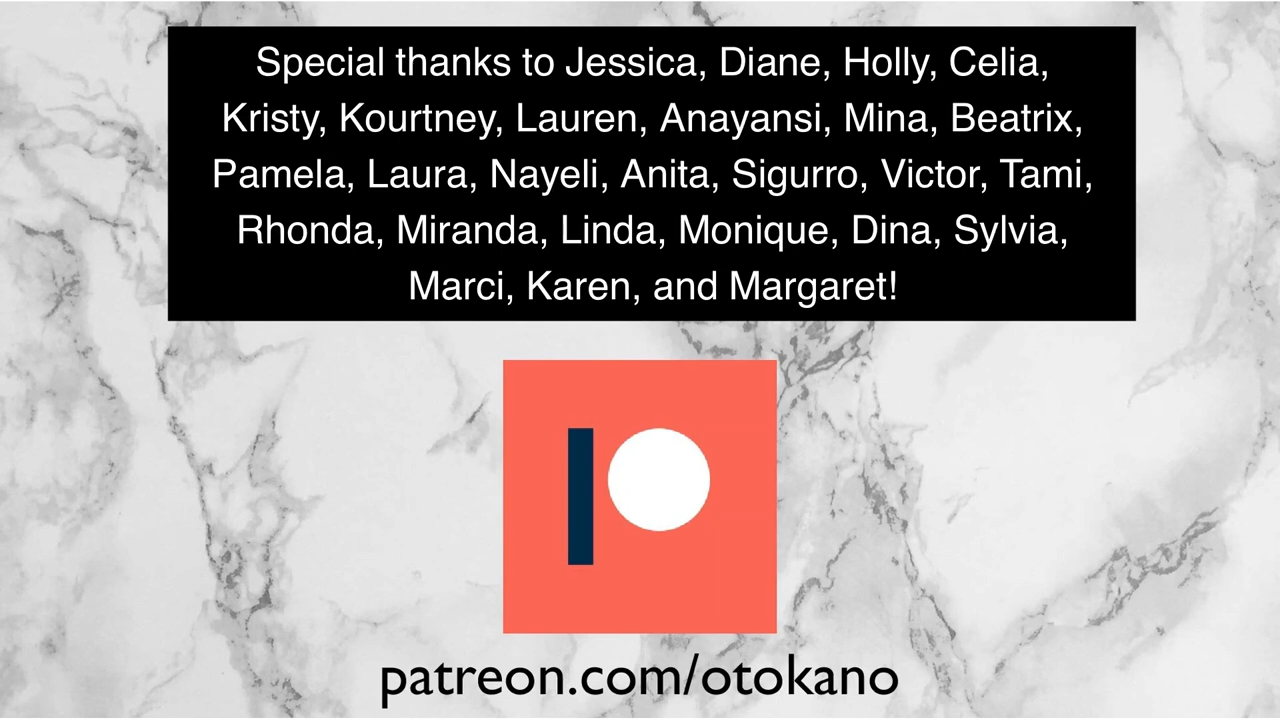 Special thanks to Jessica, Diane, Holly, Celia,
Kristy, Kourtney, Lauren, Anayansi, Mina, Beatrix,
Pamela, Laura, Nayeli, Anita, Sigurro, Victor, Tami,
Rhonda, Miranda, Linda, Monique, Dina, Sylvia,
Marci, Karen, and Margaret!
patreon.com/otokano